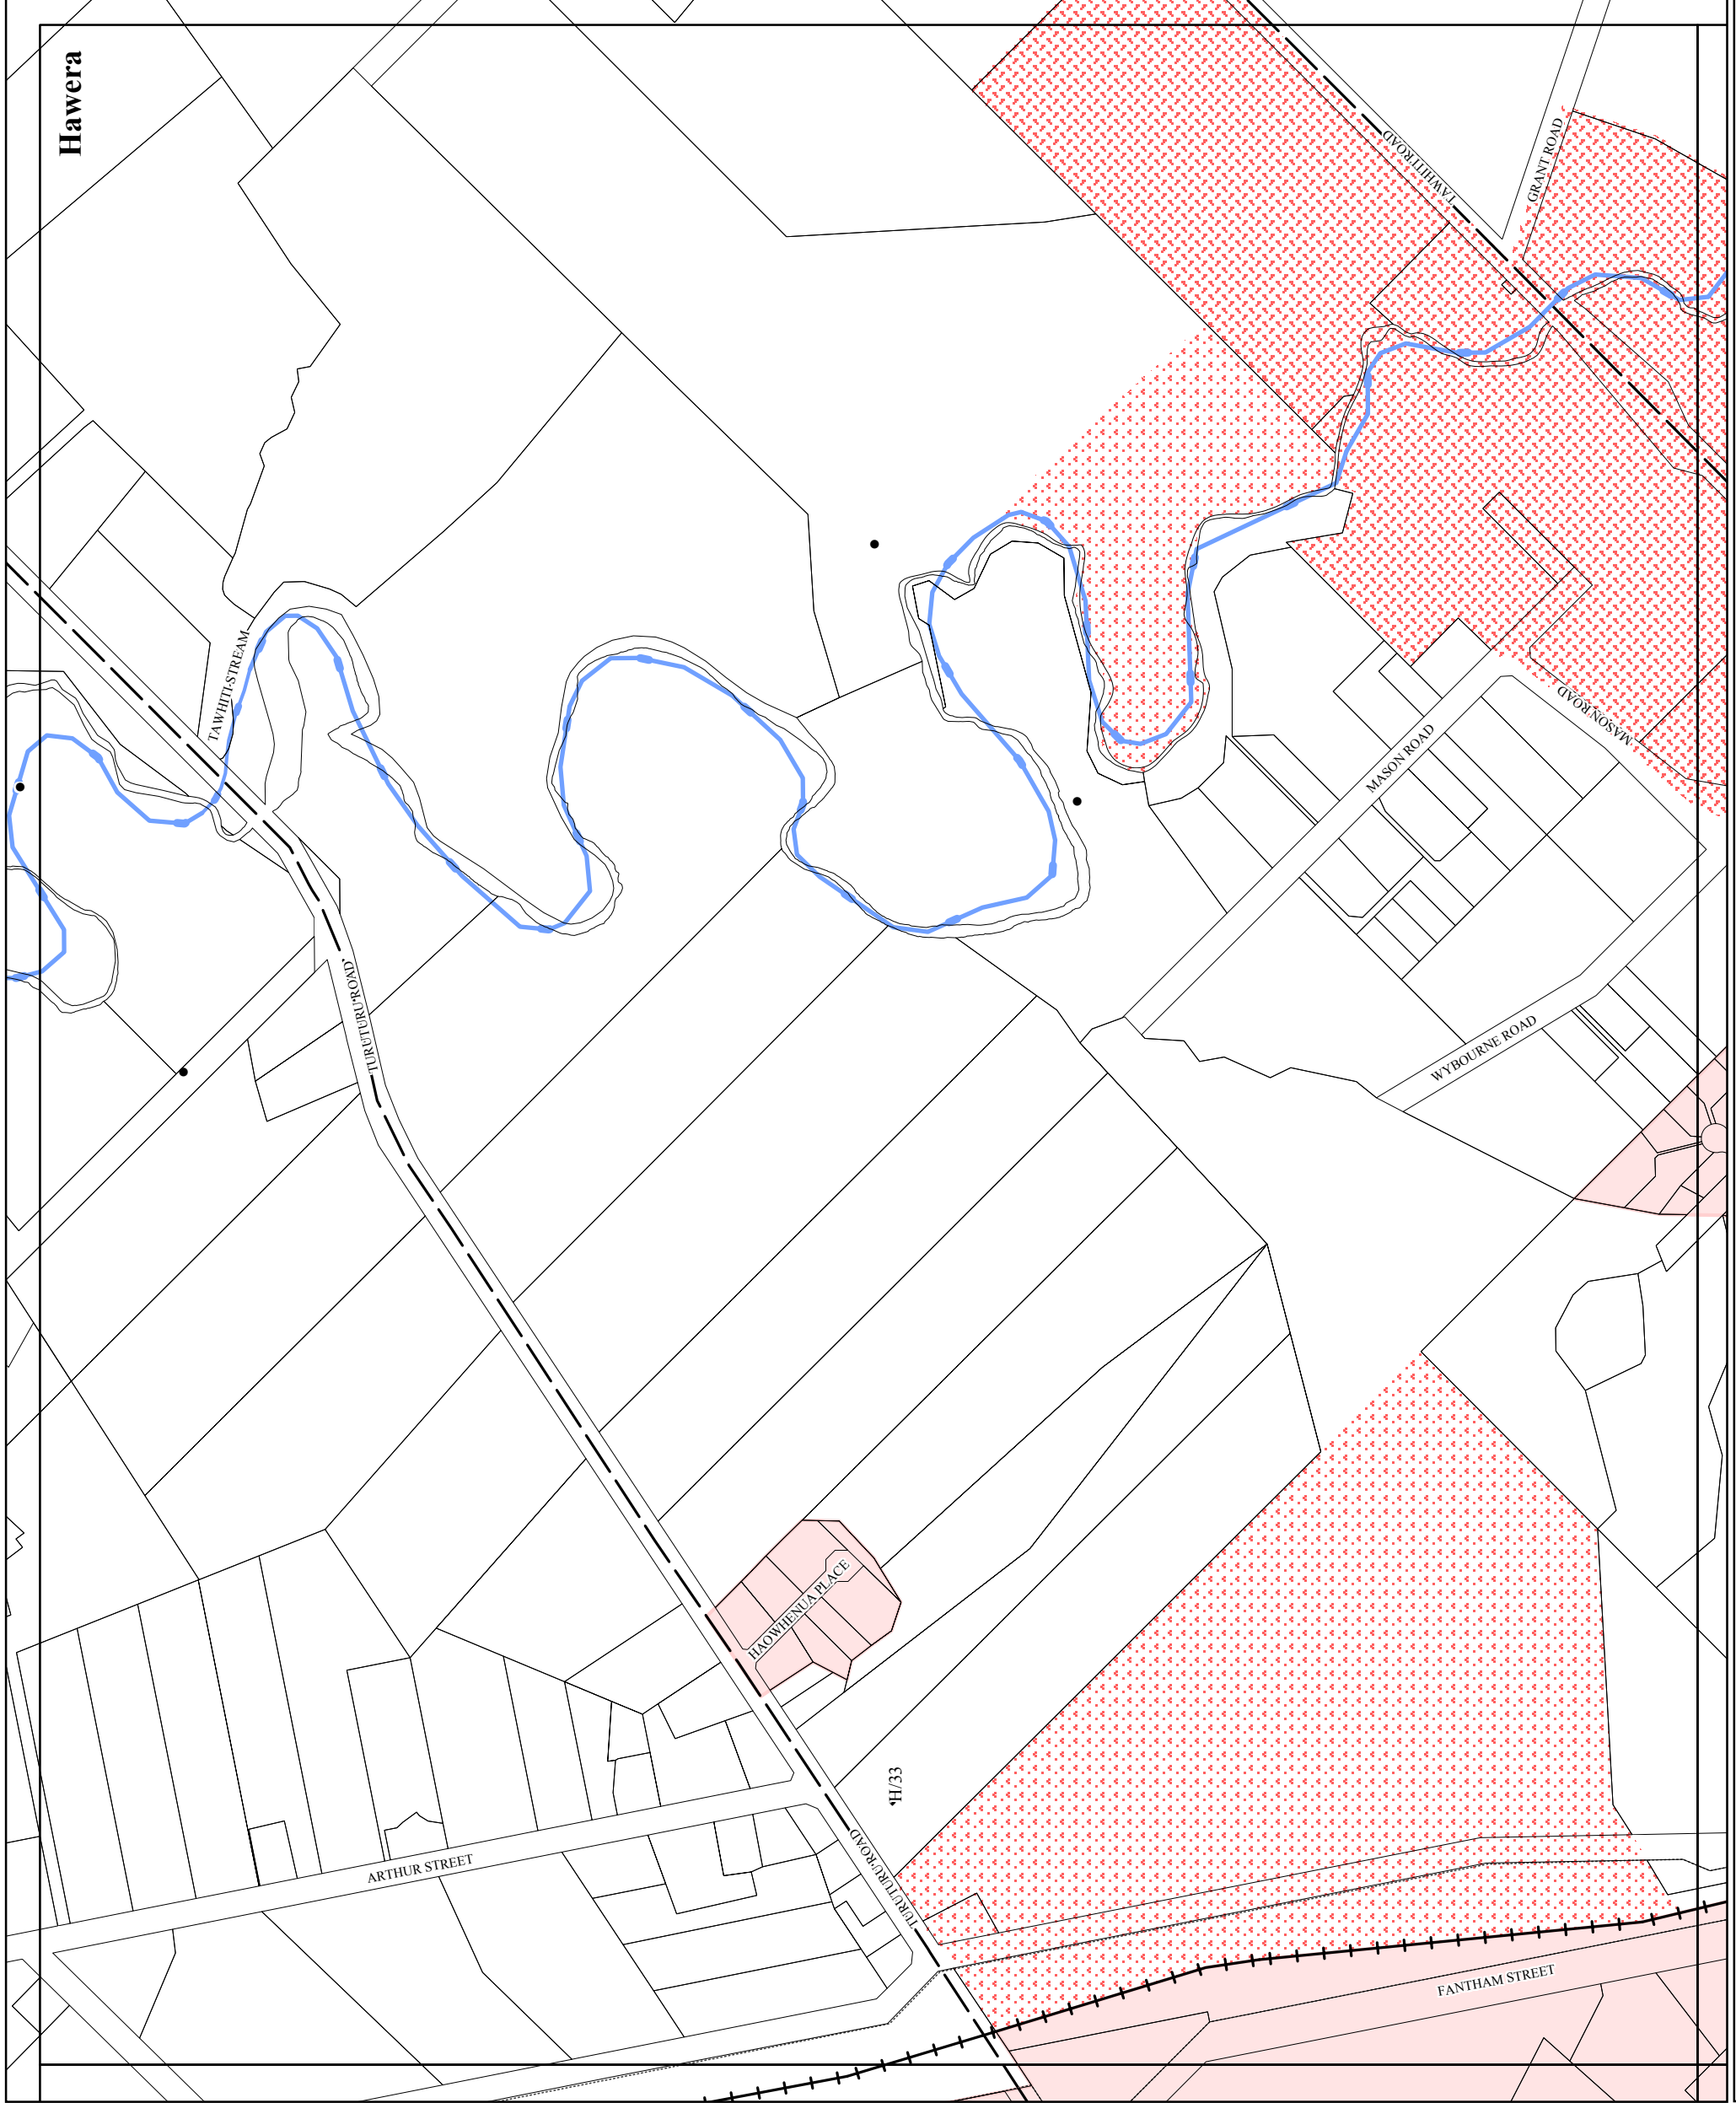 Hawera
TAWHITI ROAD
GRANT ROAD
TAWHITI STREAM
MASON ROAD
MASON ROAD
TURUTURU ROAD
WYBOURNE ROAD
HAOWHENUA PLACE
H/33
ARTHUR STREET
TURUTURU ROAD
FANTHAM STREET